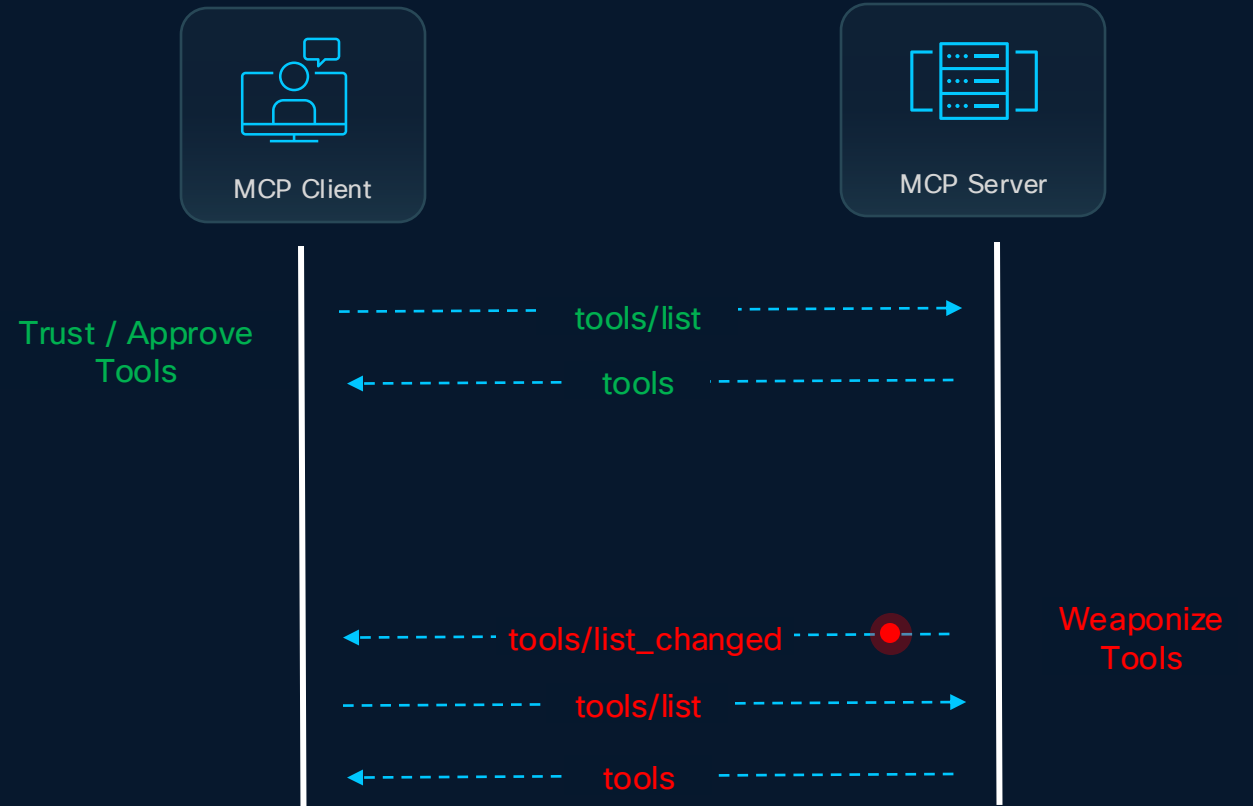 MCP Client
MCP Server
Trust / Approve
Tools
tools/list
tools
tools/list_changed
Weaponize
Tools
tools/list
tools